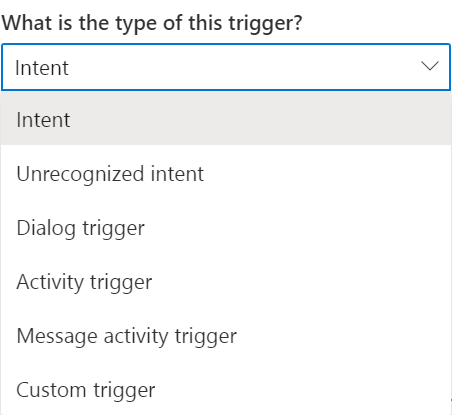 What is the type of this trigger?
Intent
Intent
Unrecognized intent
Dialog trigger
Activity trigger
Message activity trigger
Custom trigger